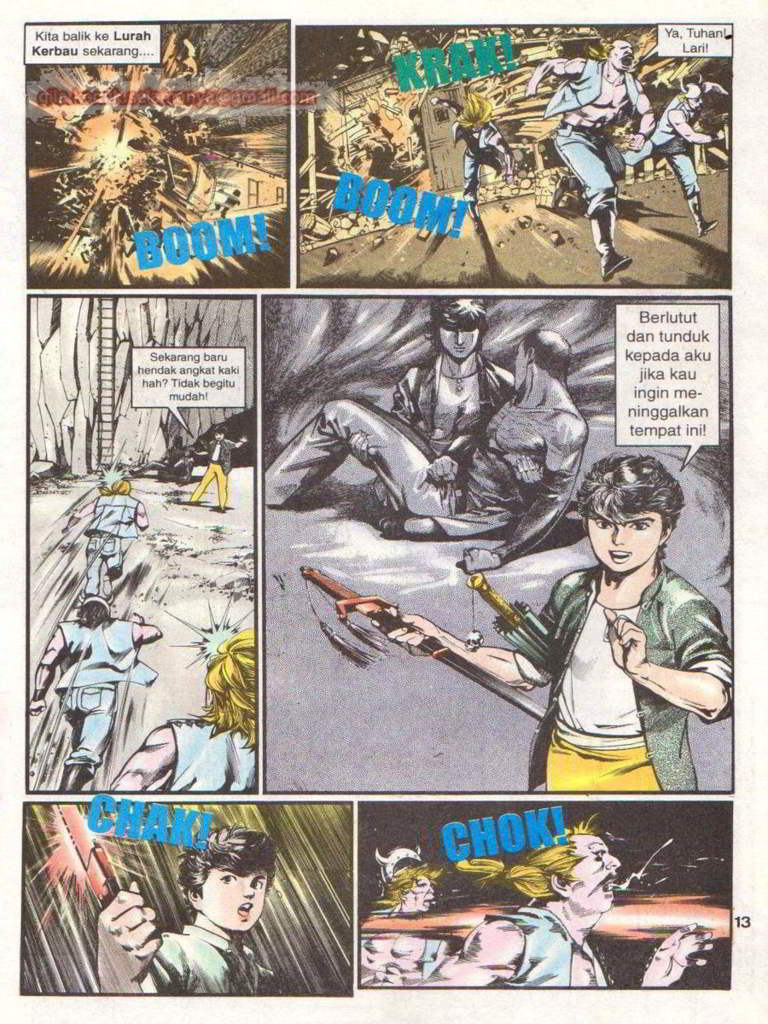 Kita balik ke Lurah
Kerbau sekarang....
BOOM!
KRAK!
Ya, Tuhan!
Lari!
BOOM!
Sekarang baru
hendak angkat kaki
hah? Tidak begitu
mudah!
Berlutut
dan tunduk
kepada aku
jika kau
ingin me-
ninggalkan
tempat ini!
CHAK!
CHOK!
13